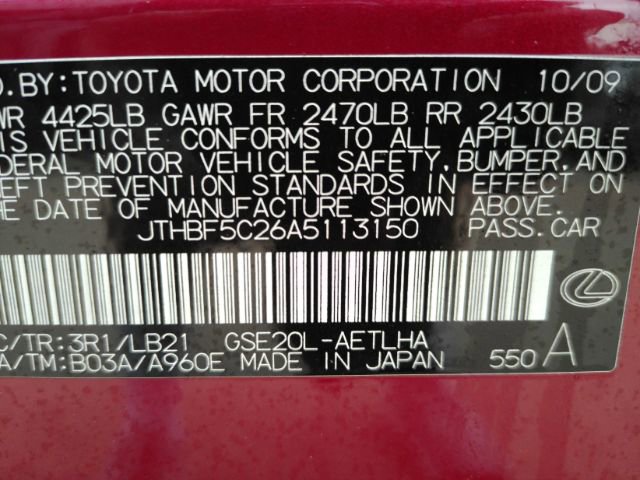 D. BY: TOYOTA MOTOR CORPORATION 10/09
WR 4425LB GAWR FR 2470LB RR 2430LB
IS VEHICLE CONFORMS TO ALL APPLICABLE
EDERAL MOTOR VEHICLE SAFETY, BUMPER, AND
EFT PREVENTION STANDARDS IN EFFECT ON
HE DATE OF MANUFACTURE SHOWN ABOVE.
JTHBF5C26A5113150 PASS. CAR
C/TR: 3R1/LB21 GSE20L-AETLHA
A/TM: B03A/A960E MADE IN JAPAN 550 A